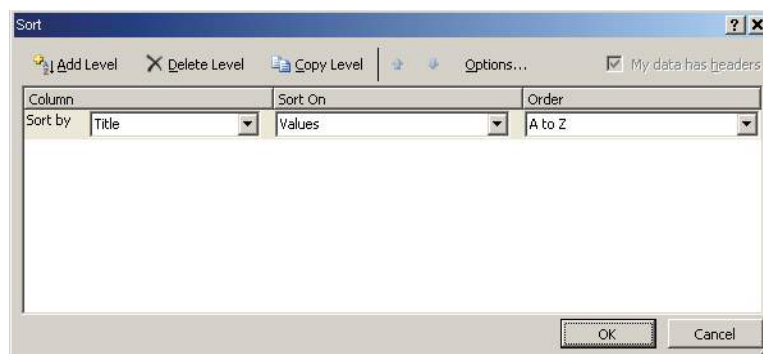 Sort
? X
Add Level Delete Level Copy Level Options... My data has headers
Column Sort On Order
Sort by Title Values A to Z
OK Cancel